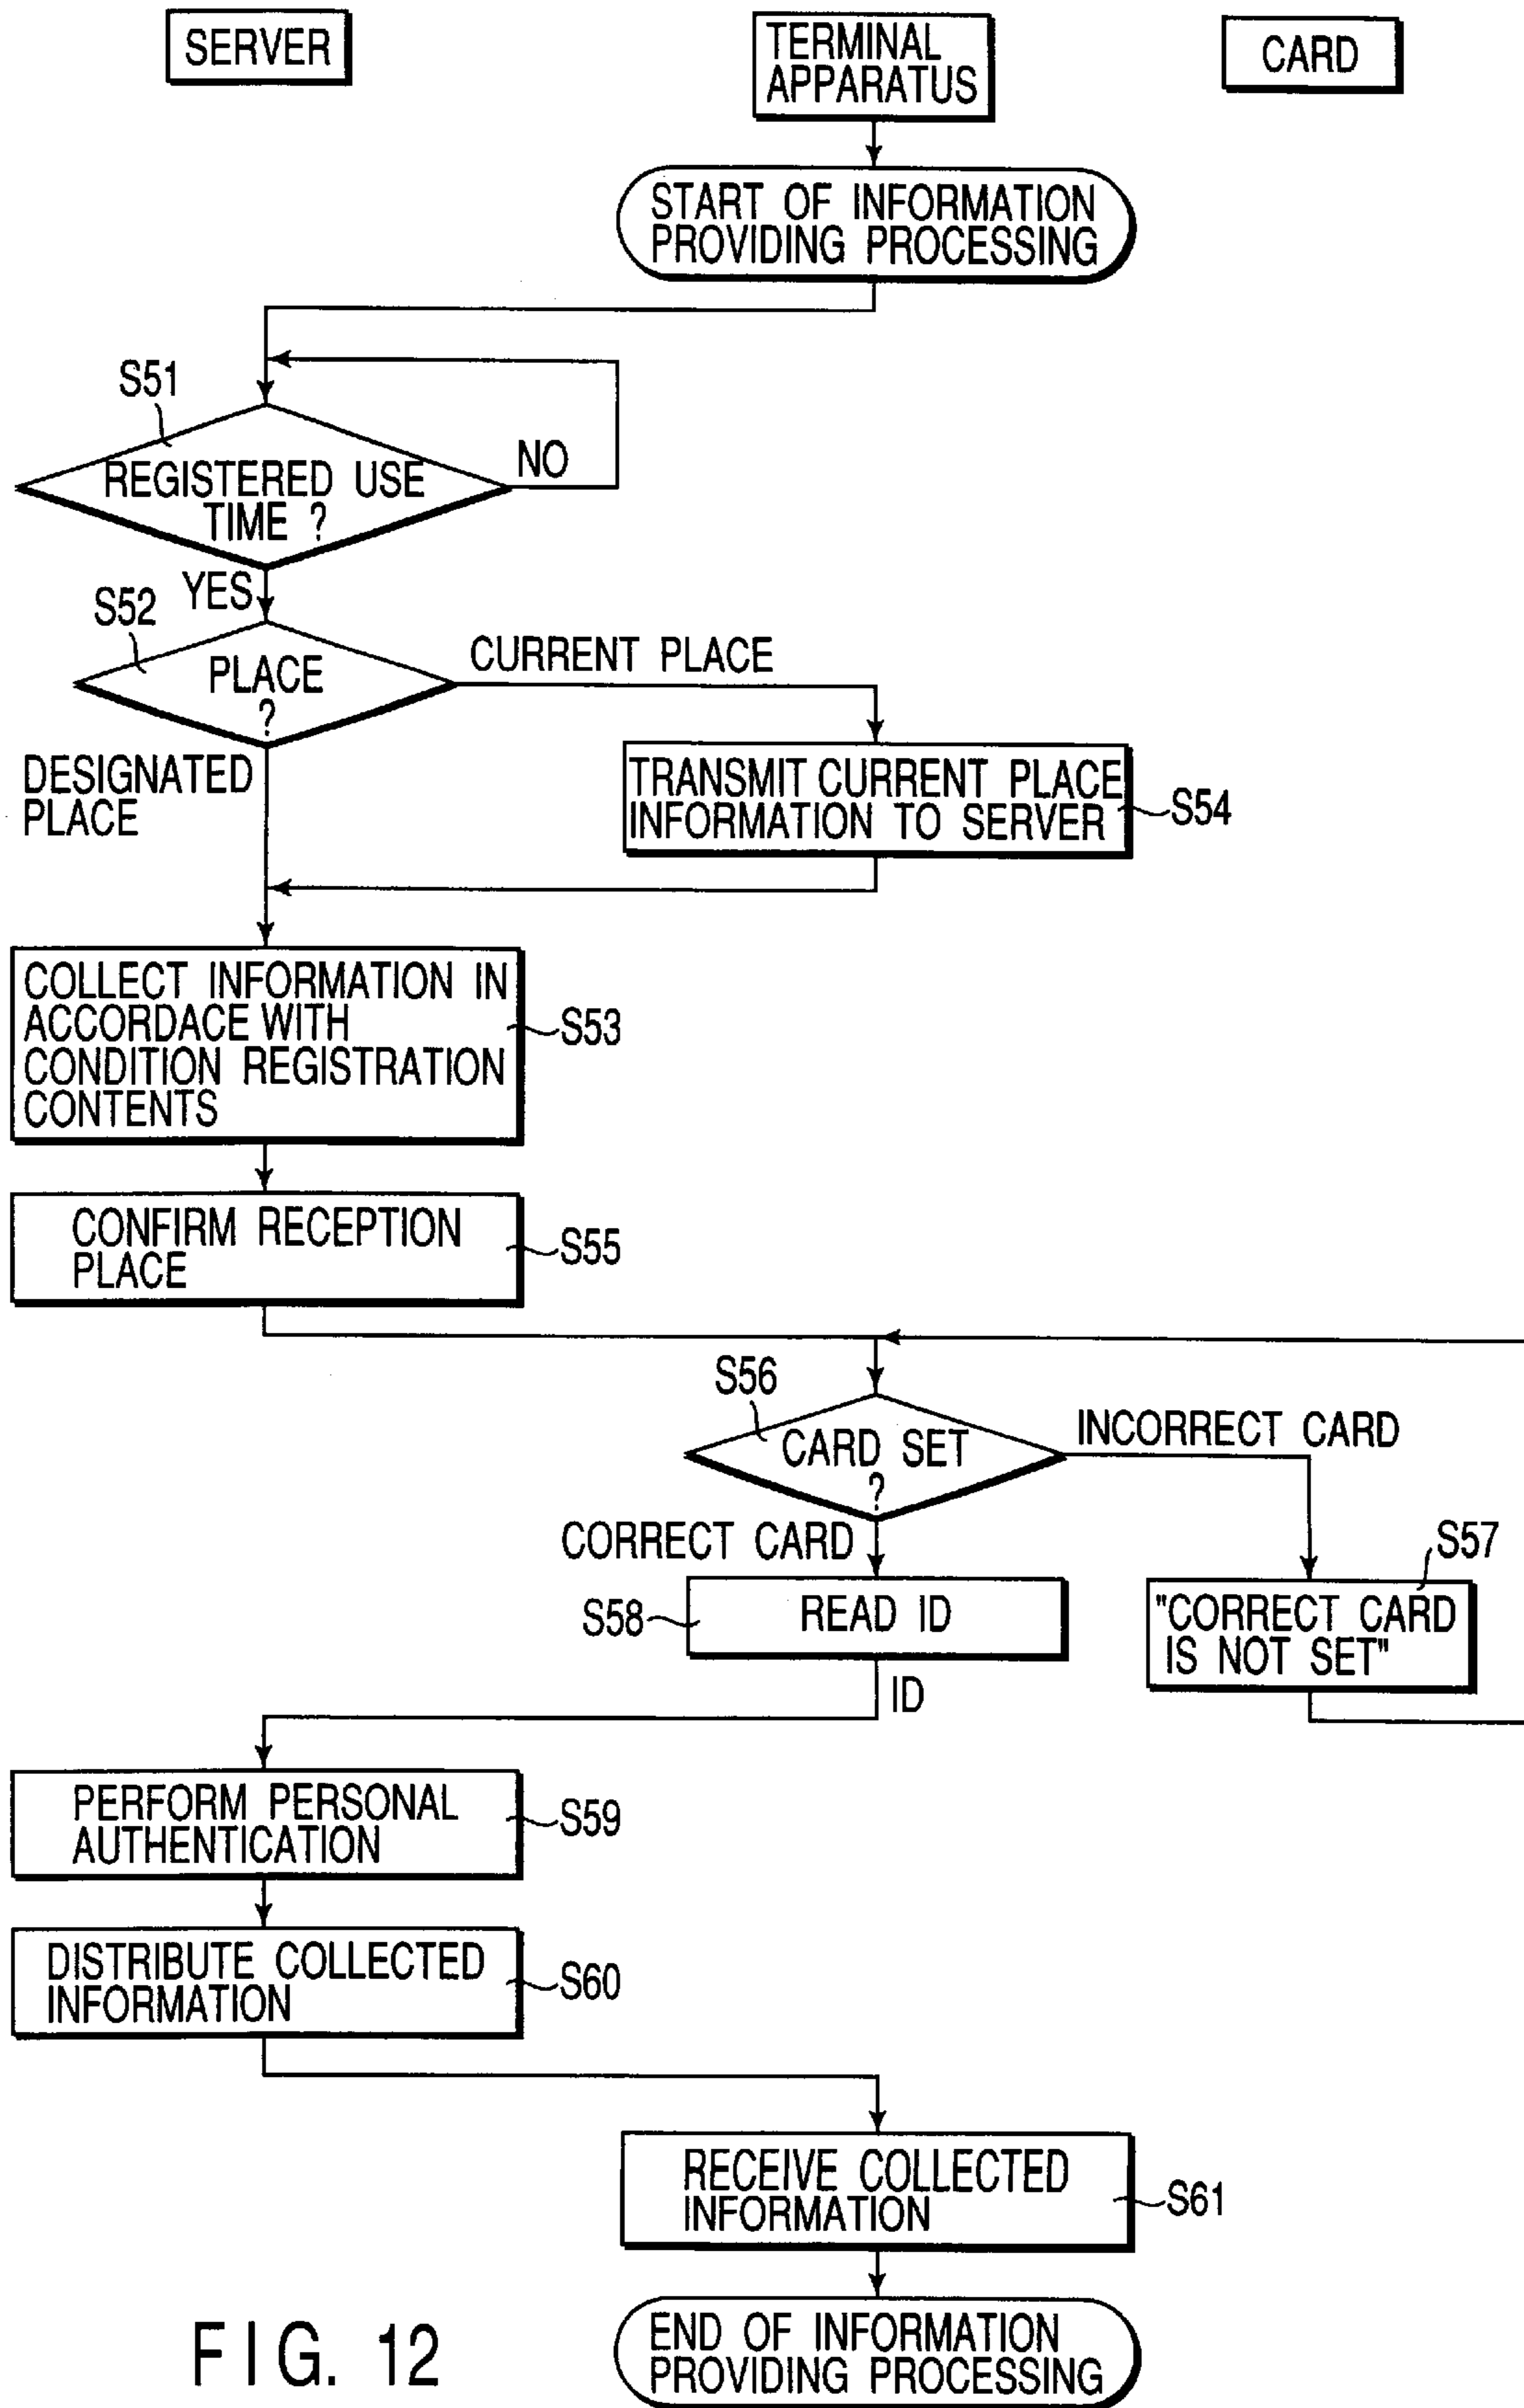 SERVER
TERMINAL
APPARATUS
CARD
START OF INFORMATION
PROVIDING PROCESSING
S51
REGISTERED USE
TIME ?
NO
YES
S52
PLACE
?
CURRENT PLACE
DESIGNATED
PLACE
TRANSMIT CURRENT PLACE
INFORMATION TO SERVER
S54
COLLECT INFORMATION IN
ACCORDACE WITH
CONDITION REGISTRATION
CONTENTS
S53
CONFIRM RECEPTION
PLACE
S55
S56
CARD SET
?
INCORRECT CARD
CORRECT CARD
S57
"CORRECT CARD
IS NOT SET"
S58
READ ID
ID
PERFORM PERSONAL
AUTHENTICATION
S59
DISTRIBUTE COLLECTED
INFORMATION
S60
RECEIVE COLLECTED
INFORMATION
S61
END OF INFORMATION
PROVIDING PROCESSING
FIG. 12